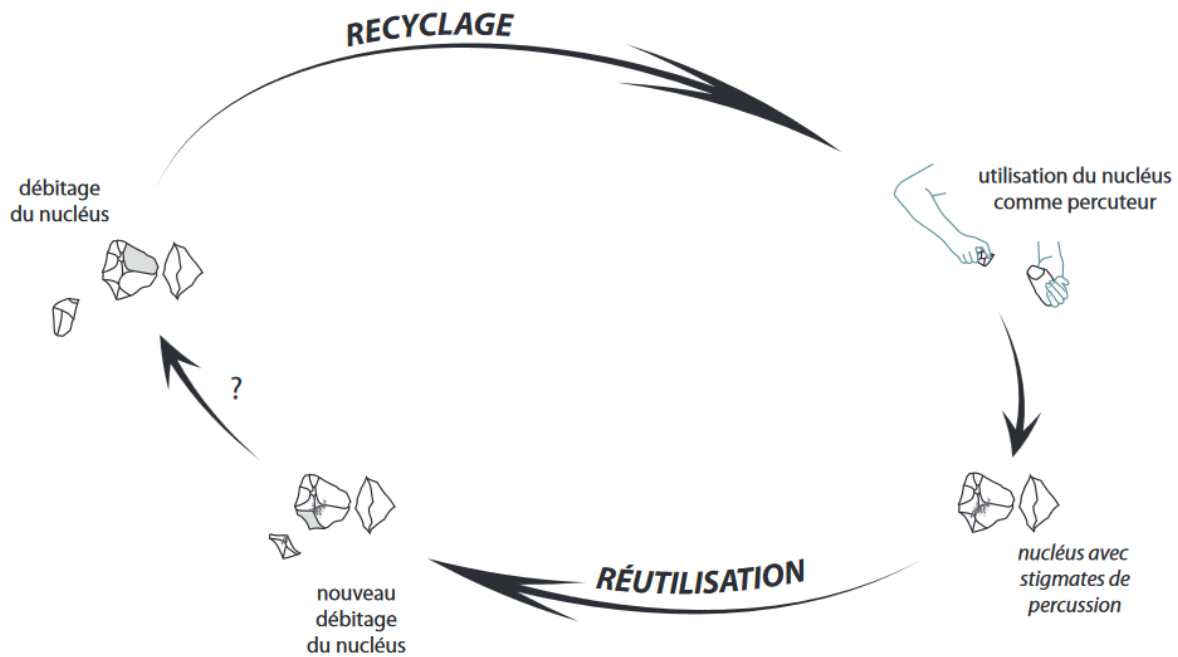 RECYCLAGE
débitage
du nucléus
utilisation du nucléus
comme percuteur
?
nucléus avec
stigmates de
percussion
RÉUTILISATION
nouveau
débitage
du nucléus